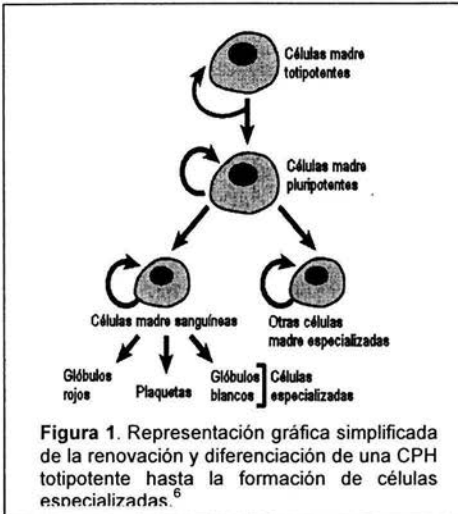 Células madre
totipotentes
Células madre
pluripotentes
Células madre sanguíneas
Otras células
madre especializadas
Glóbulos
rojos
Plaquetas
Glóbulos
blancos
Células
especializadas
Figura 1. Representación gráfica simplificada
de la renovación y diferenciación de una CPH
totipotente hasta la formación de células
especializadas.6